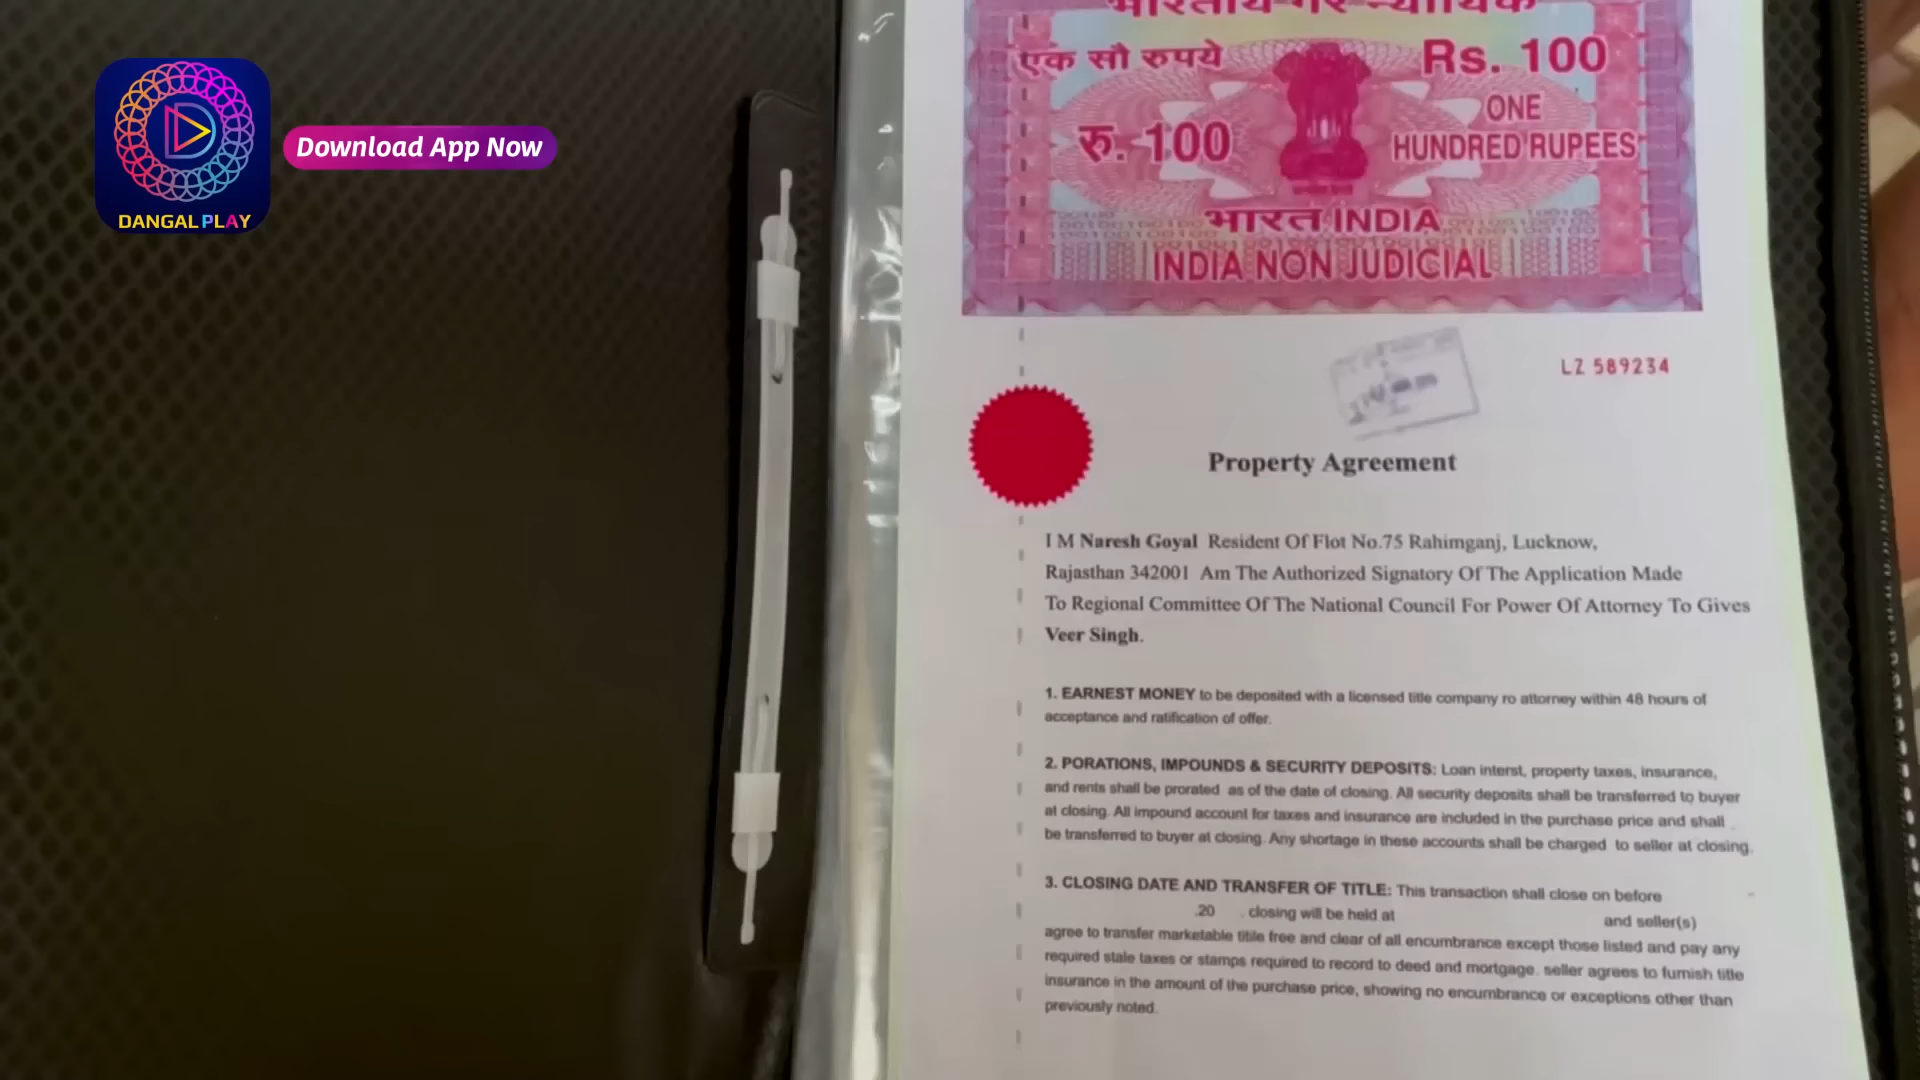 DANGAL PLAY
Download App Now
भारतीय गैर न्यायिक
एक सौ रुपये
Rs. 100
रु. 100
ONE
HUNDRED RUPEES
भारत INDIA
INDIA NON JUDICIAL
LZ 589234
Property Agreement
I M Naresh Goyal Resident Of Flot No.75 Rahimganj, Lucknow,
Rajasthan 342001 Am The Authorized Signatory Of The Application Made
To Regional Committee Of The National Council For Power Of Attorney To Gives
Veer Singh.
1. EARNEST MONEY to be deposited with a licensed title company ro attorney within 48 hours of
acceptance and ratification of offer.
2. PORATIONS, IMPOUNDS & SECURITY DEPOSITS: Loan interst, property taxes, insurance,
and rents shall be prorated as of the date of closing. All security deposits shall be transferred to buyer
at closing. All impound account for taxes and insurance are included in the purchase price and shall
be transferred to buyer at closing. Any shortage in these accounts shall be charged to seller at closing.
3. CLOSING DATE AND TRANSFER OF TITLE: This transaction shall close on before
.20 . closing will be held at and seller(s)
agree to transfer marketable titile free and clear of all encumbrance except those listed and pay any
required stale taxes or stamps required to record to deed and mortgage. seller agrees to furnish title
insurance in the amount of the purchase price, showing no encumbrance or exceptions other than
previously noted.